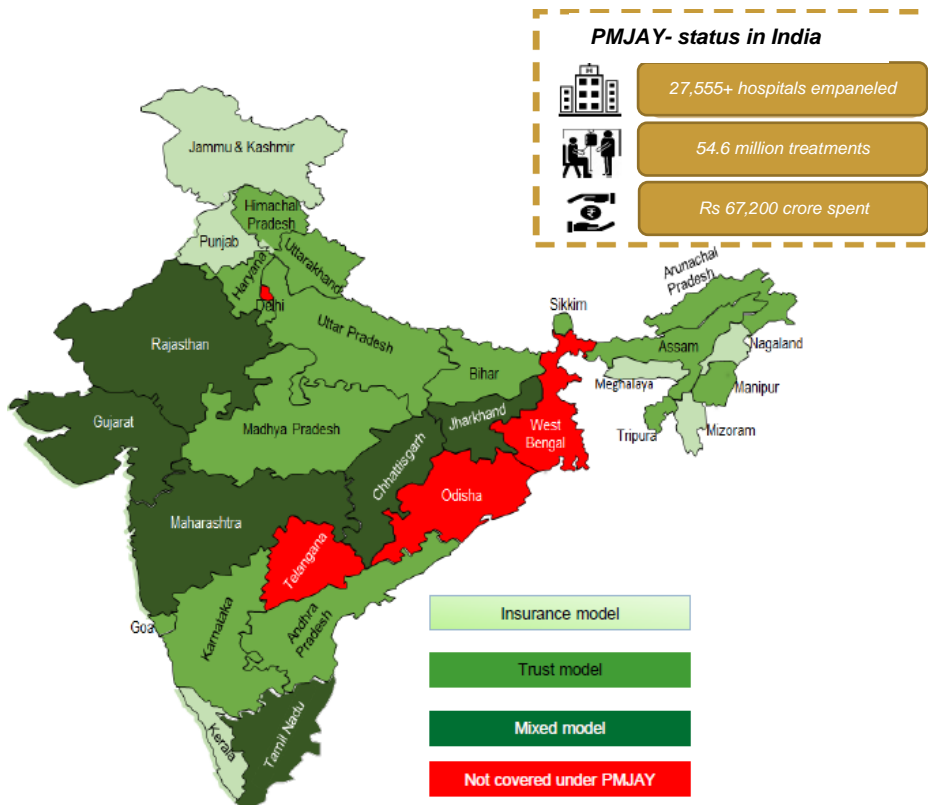 PMJAY- status in India
27,555+ hospitals empaneled
54.6 million treatments
Rs 67,200 crore spent
H
₹
Jammu & Kashmir
Himachal
Pradesh
Punjab
Uttarakhand
Haryana
Delhi
Arunachal
Pradesh
Sikkim
Uttar Pradesh
Rajasthan
Assam
Nagaland
Bihar
Meghalaya
Manipur
Gujarat
Madhya Pradesh
Jharkhand
West
Bengal
Tripura
Mizoram
Chhattisgarh
Odisha
Maharashtra
Telangana
Goa
Karnataka
Andhra
Pradesh
Kerala
Tamil Nadu
Insurance model
Trust model
Mixed model
Not covered under PMJAY